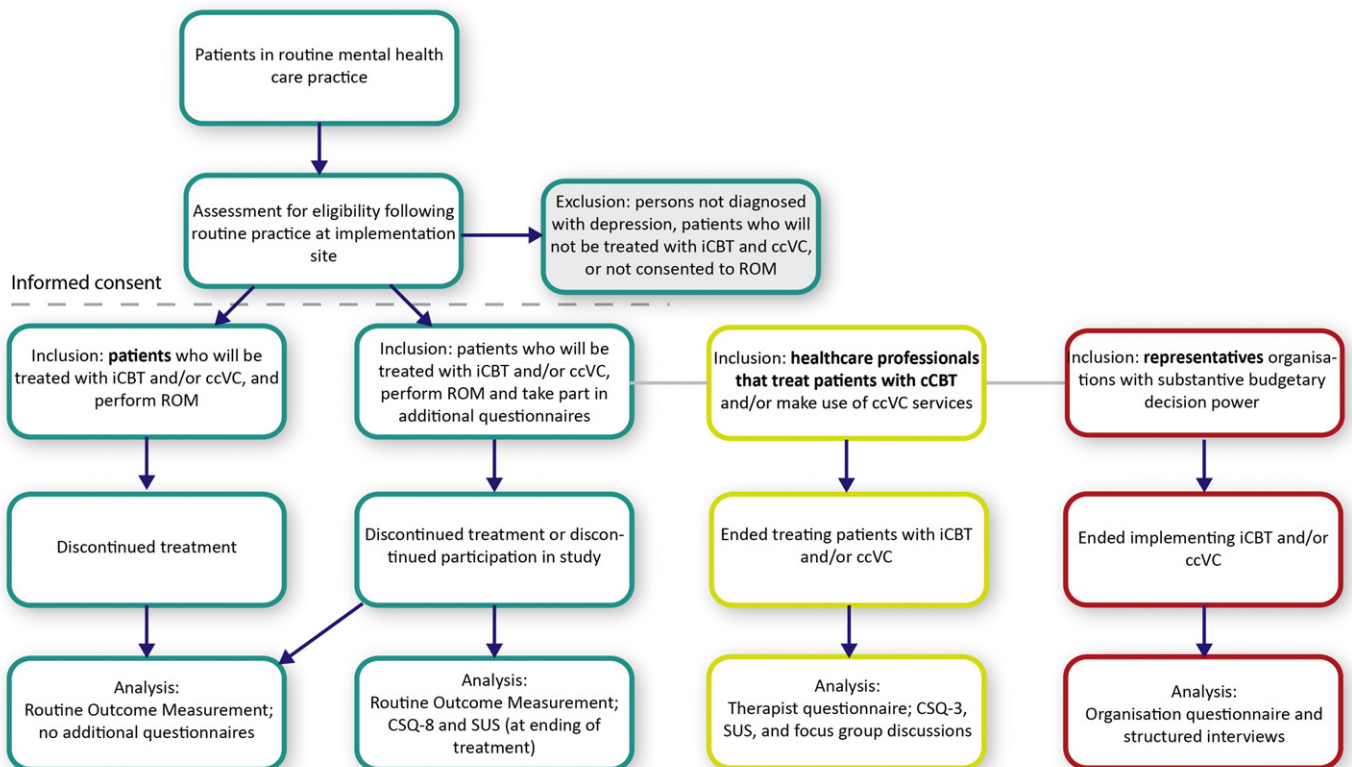 Patients in routine mental health
care practice
Assessment for eligibility following
routine practice at implementation
site
Exclusion: persons not diagnosed
with depression, patients who will
not be treated with iCBT and ccVC,
or not consented to ROM
Informed consent
Inclusion: patients who will be
treated with iCBT and/or ccVC, and
perform ROM
Inclusion: patients who will be
treated with iCBT and/or ccVC,
perform ROM and take part in
additional questionnaires
Inclusion: healthcare professionals
that treat patients with cCBT
and/or make use of ccVC services
Inclusion: representatives organisa-
tions with substantive budgetary
decision power
Discontinued treatment
Discontinued treatment or discon-
tinued participation in study
Ended treating patients with iCBT
and/or ccVC
Ended implementing iCBT and/or
ccVC
Analysis:
Routine Outcome Measurement;
no additional questionnaires
Analysis:
Routine Outcome Measurement;
CSQ-8 and SUS (at ending of
treatment)
Analysis:
Therapist questionnaire; CSQ-3,
SUS, and focus group discussions
Analysis:
Organisation questionnaire and
structured interviews